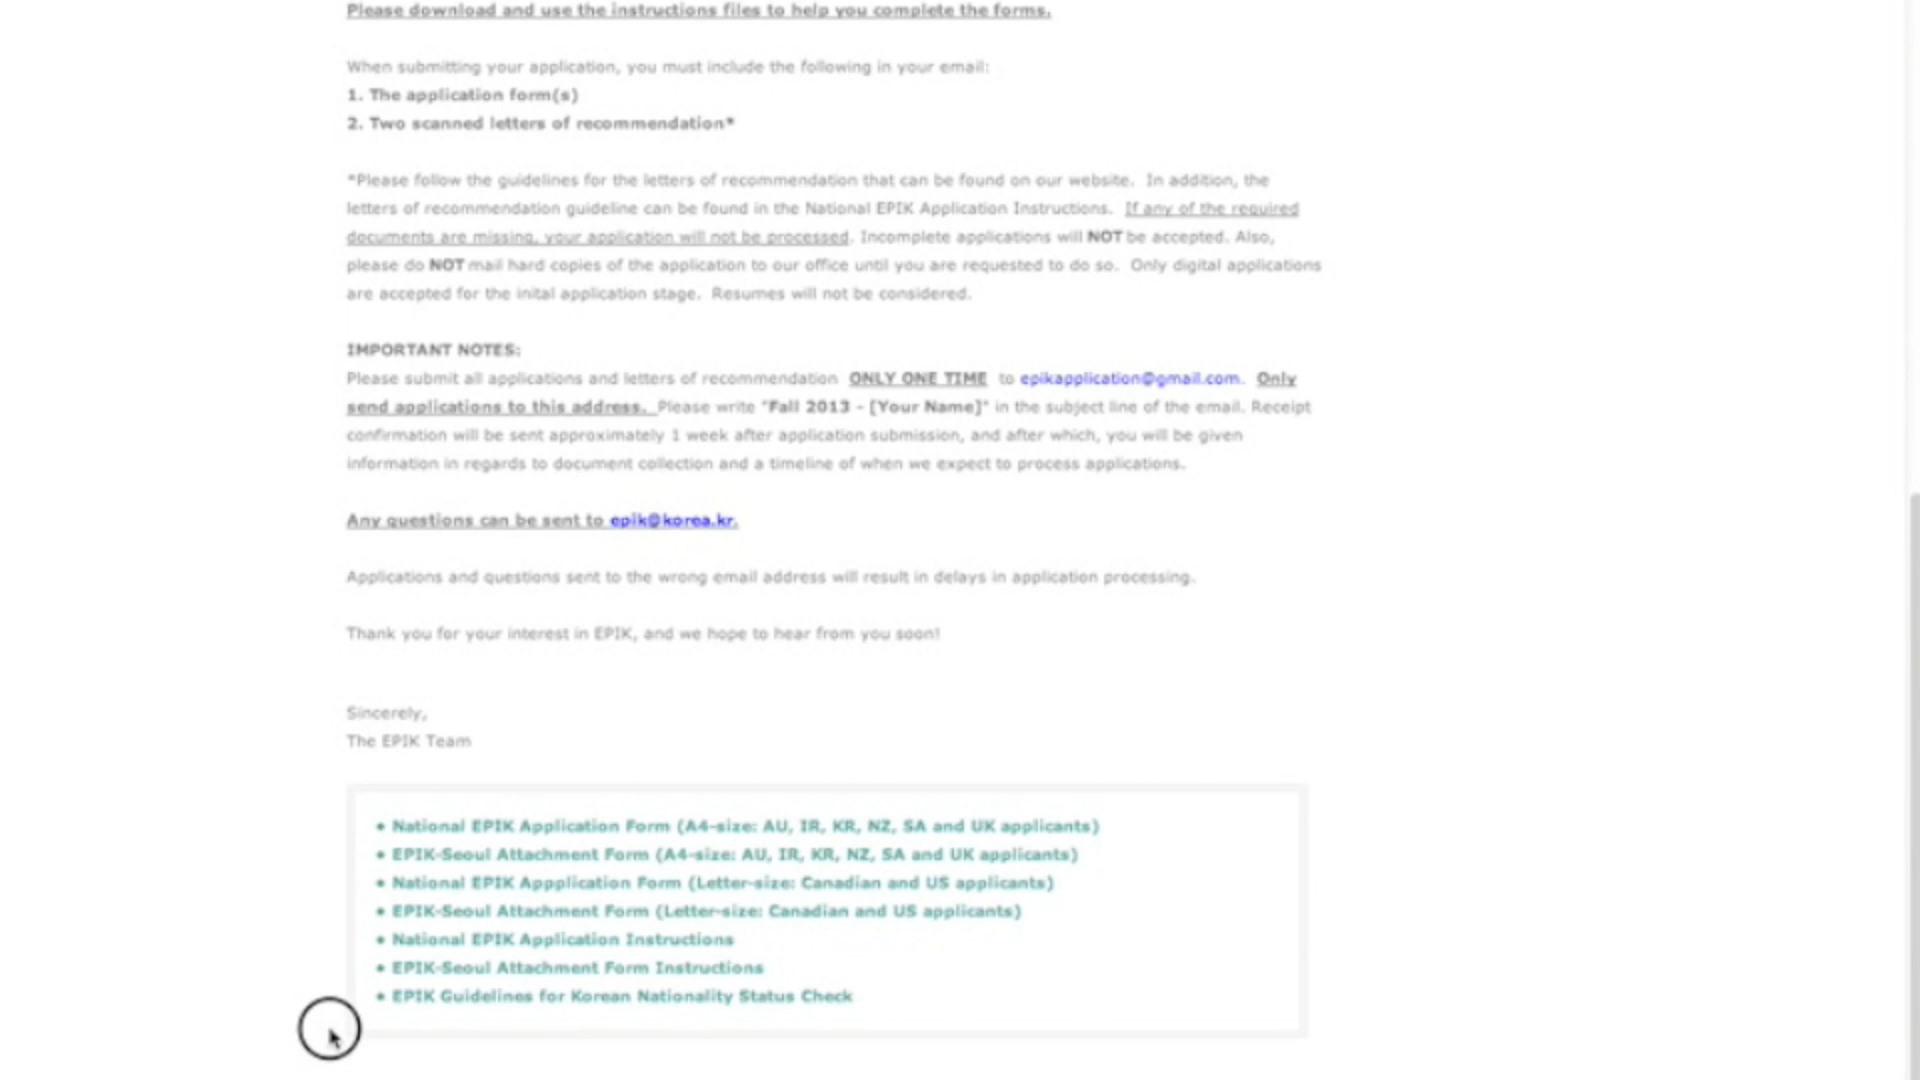 Please download and use the instructions files to help you complete the forms.
When submitting your application, you must include the following in your email:
1. The application form(s)
2. Two scanned letters of recommendation*
*Please follow the guidelines for the letters of recommendation that can be found on our website. In addition, the
letters of recommendation guideline can be found in the National EPIK Application Instructions. If any of the required
documents are missing, your application will not be processed. Incomplete applications will NOT be accepted. Also,
please do NOT mail hard copies of the application to our office until you are requested to do so. Only digital applications
are accepted for the inital application stage. Resumes will not be considered.
IMPORTANT NOTES:
Please submit all applications and letters of recommendation ONLY ONE TIME to epikapplication@gmail.com. Only
send applications to this address. Please write "Fall 2013 - [Your Name]" in the subject line of the email. Receipt
confirmation will be sent approximately 1 week after application submission, and after which, you will be given
information in regards to document collection and a timeline of when we expect to process applications.
Any questions can be sent to epik@korea.kr.
Applications and questions sent to the wrong email address will result in delays in application processing.
Thank you for your interest in EPIK, and we hope to hear from you soon!
Sincerely,
The EPIK Team
• National EPIK Application Form (A4-size: AU, IR, KR, NZ, SA and UK applicants)
• EPIK-Seoul Attachment Form (A4-size: AU, IR, KR, NZ, SA and UK applicants)
• National EPIK Appplication Form (Letter-size: Canadian and US applicants)
• EPIK-Seoul Attachment Form (Letter-size: Canadian and US applicants)
• National EPIK Application Instructions
• EPIK-Seoul Attachment Form Instructions
• EPIK Guidelines for Korean Nationality Status Check